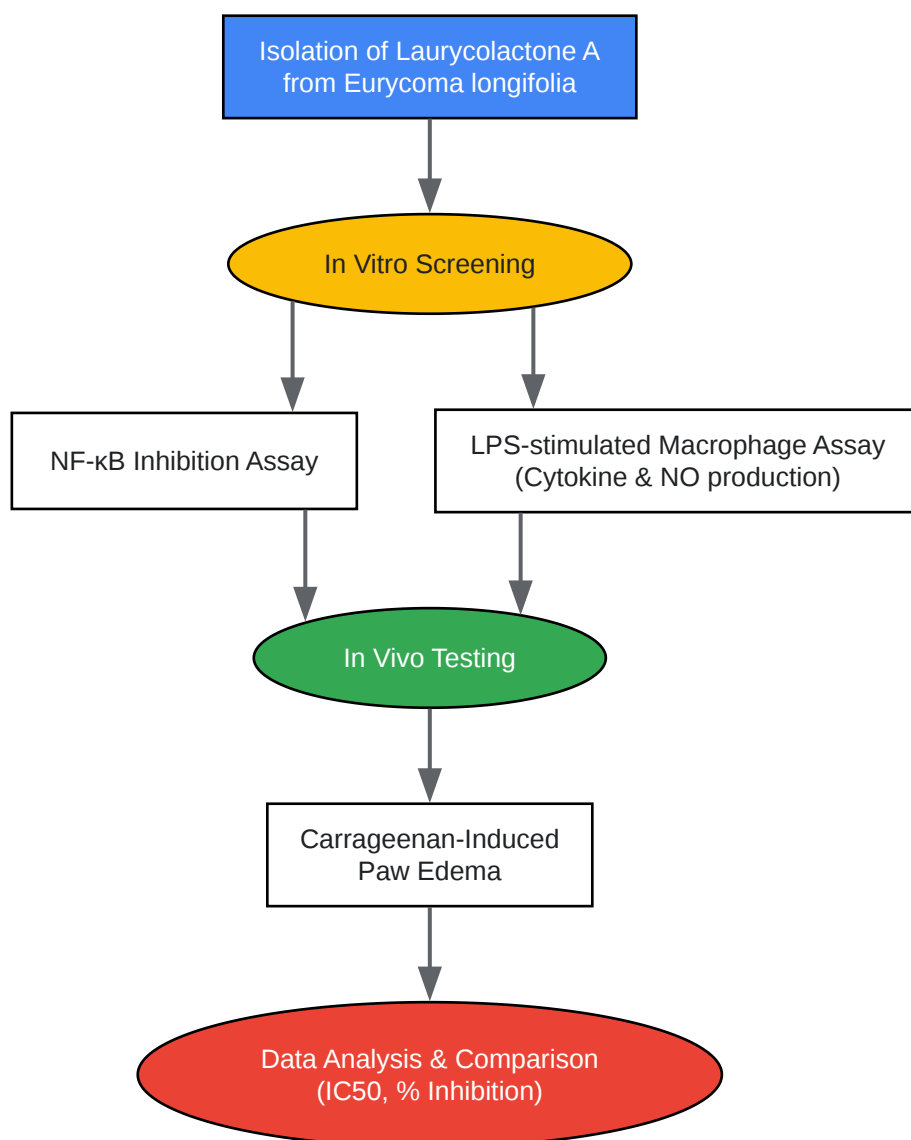 Isolation of Laurycolactone A
from Eurycoma longifolia
In Vitro Screening
NF-κB Inhibition Assay
LPS-stimulated Macrophage Assay
(Cytokine & NO production)
In Vivo Testing
Carrageenan-Induced
Paw Edema
Data Analysis & Comparison
(IC50, % Inhibition)